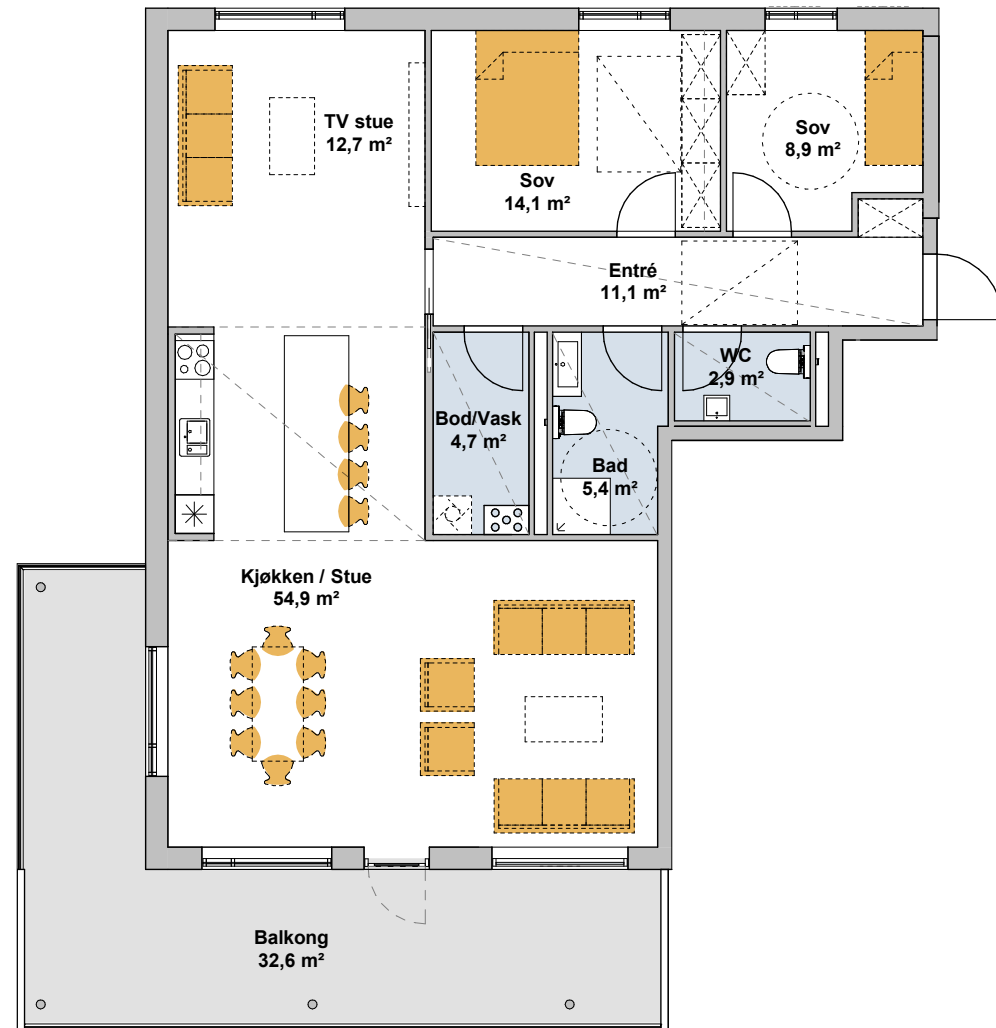 TV stue
12,7 m²
Sov
14,1 m²
Sov
8,9 m²
Entré
11,1 m²
WC
2,9 m²
Bod/Vask
4,7 m²
Bad
5,4 m²
Kjøkken / Stue
54,9 m²
Balkong
32,6 m²